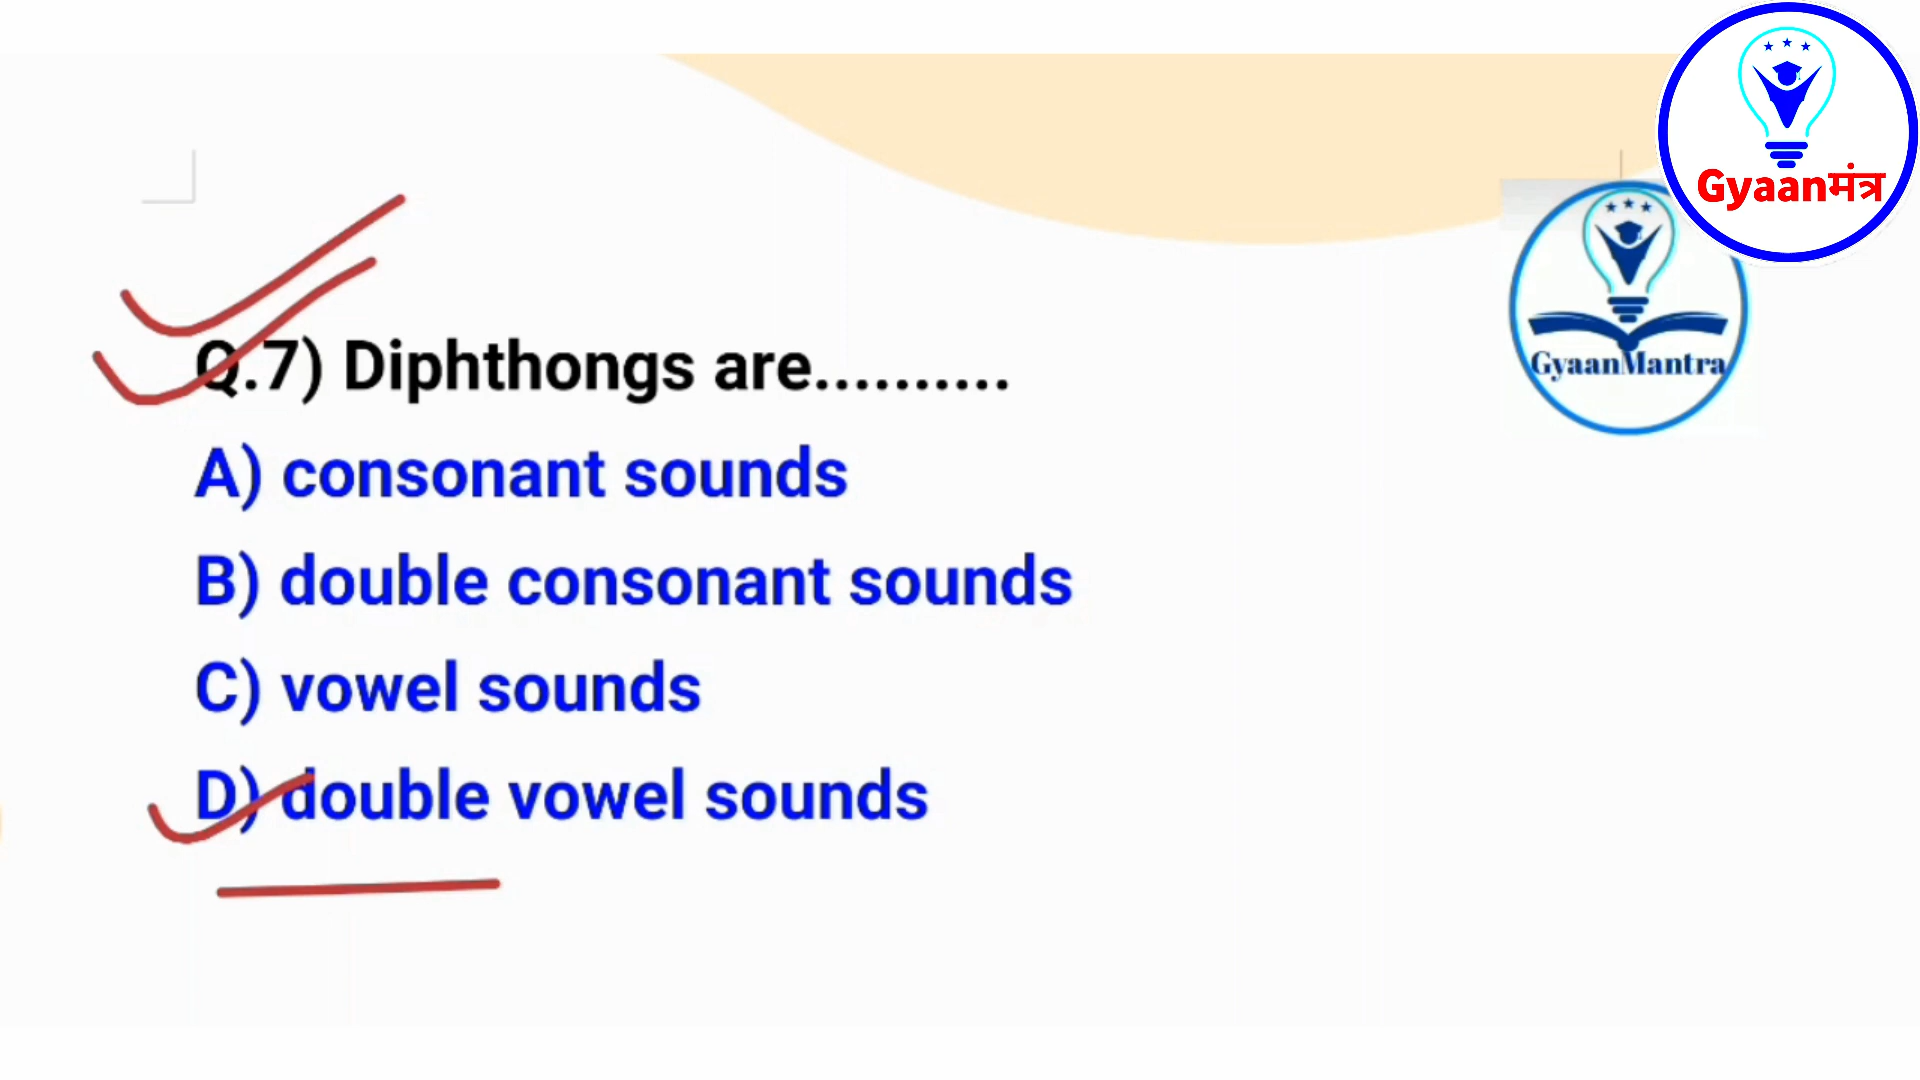 Gyaanमंत्र
GyaanMantra
Q.7) Diphthongs are..........
A) consonant sounds
B) double consonant sounds
C) vowel sounds
D) double vowel sounds